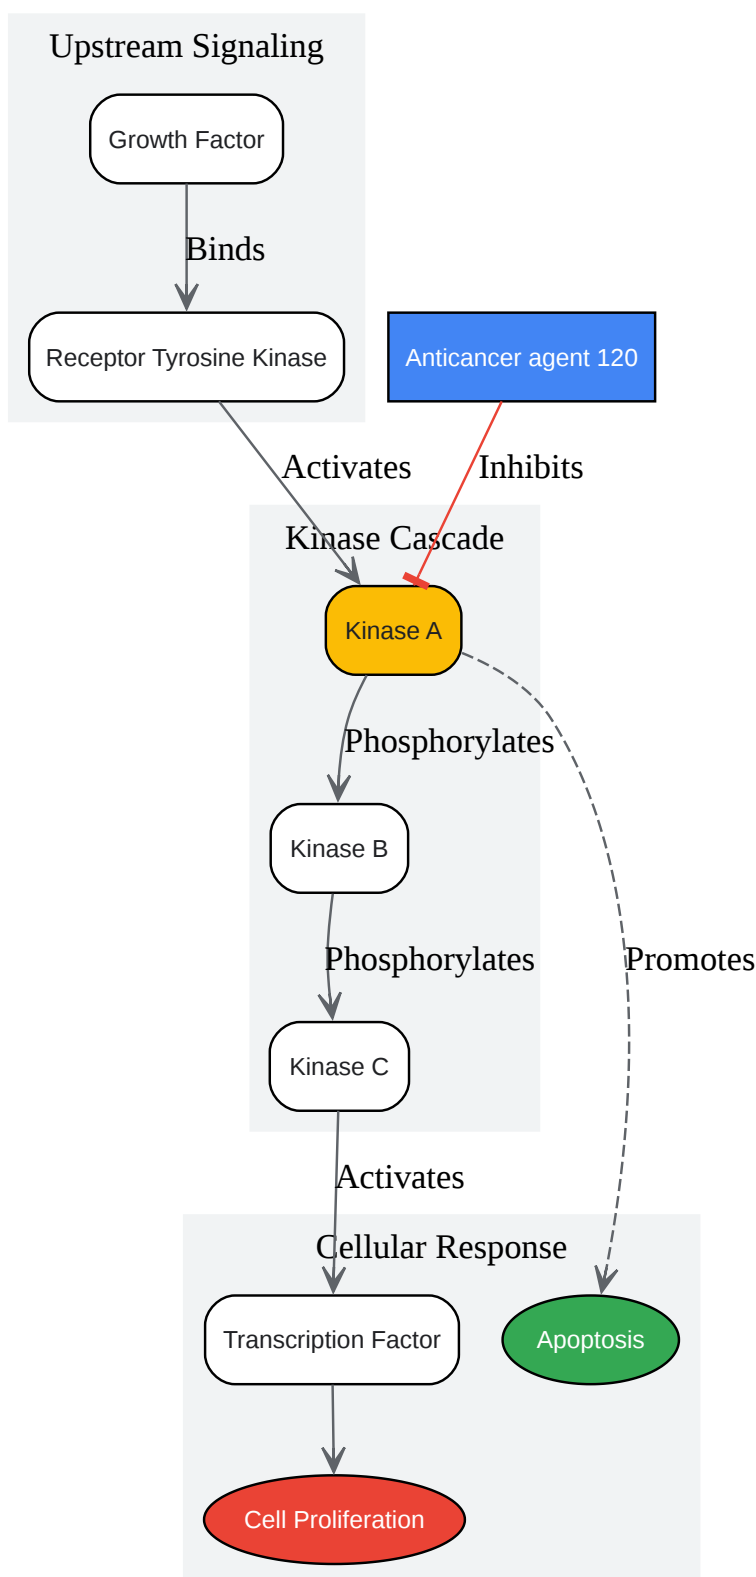 Upstream Signaling
Growth Factor
Binds
Receptor Tyrosine Kinase
Anticancer agent 120
Activates
Inhibits
Kinase Cascade
Kinase A
Phosphorylates
Kinase B
Phosphorylates
Promotes
Kinase C
Activates
Cellular Response
Transcription Factor
Apoptosis
Cell Proliferation